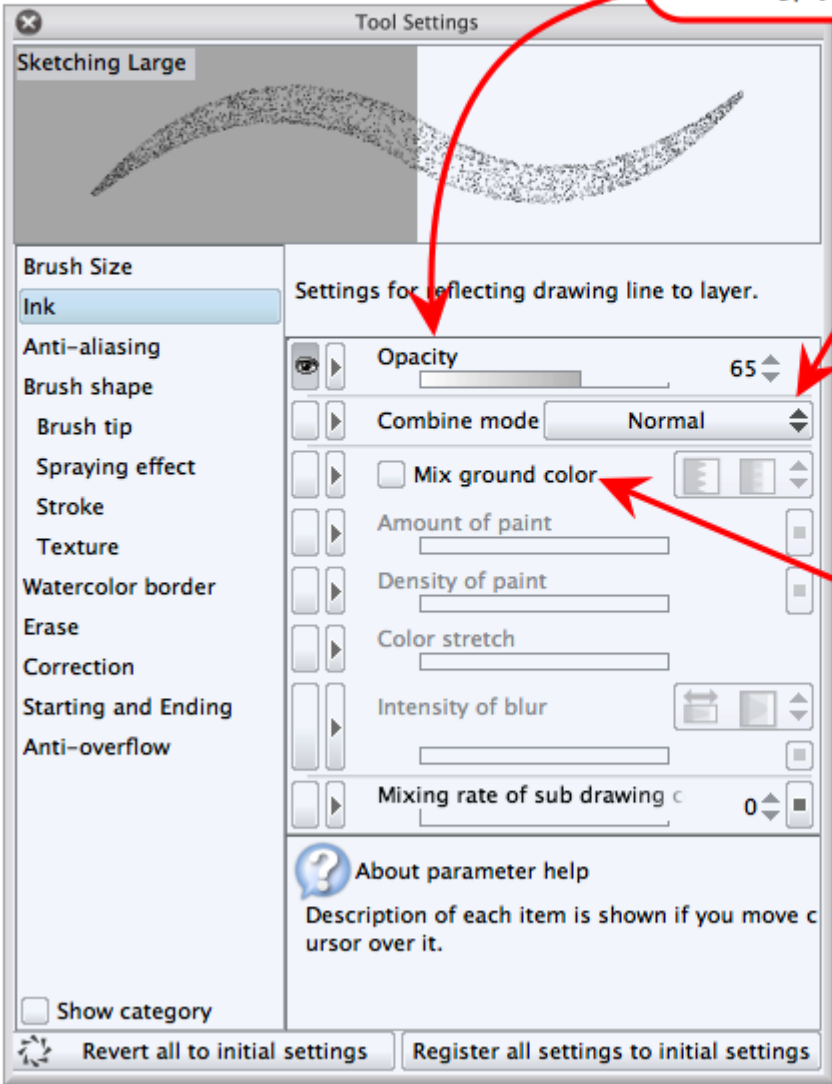 Tool Settings
Sketching Large
Brush Size
Ink
Anti-aliasing
Brush shape
Brush tip
Spraying effect
Stroke
Texture
Watercolor border
Erase
Correction
Starting and Ending
Anti-overflow
Show category
Settings for reflecting drawing line to layer.
Opacity 65
Combine mode Normal
Mix ground color
Amount of paint
Density of paint
Color stretch
Intensity of blur
Mixing rate of sub drawing c 0
About parameter help
Description of each item is shown if you move c
ursor over it.
Revert all to initial settings
Register all settings to initial settings